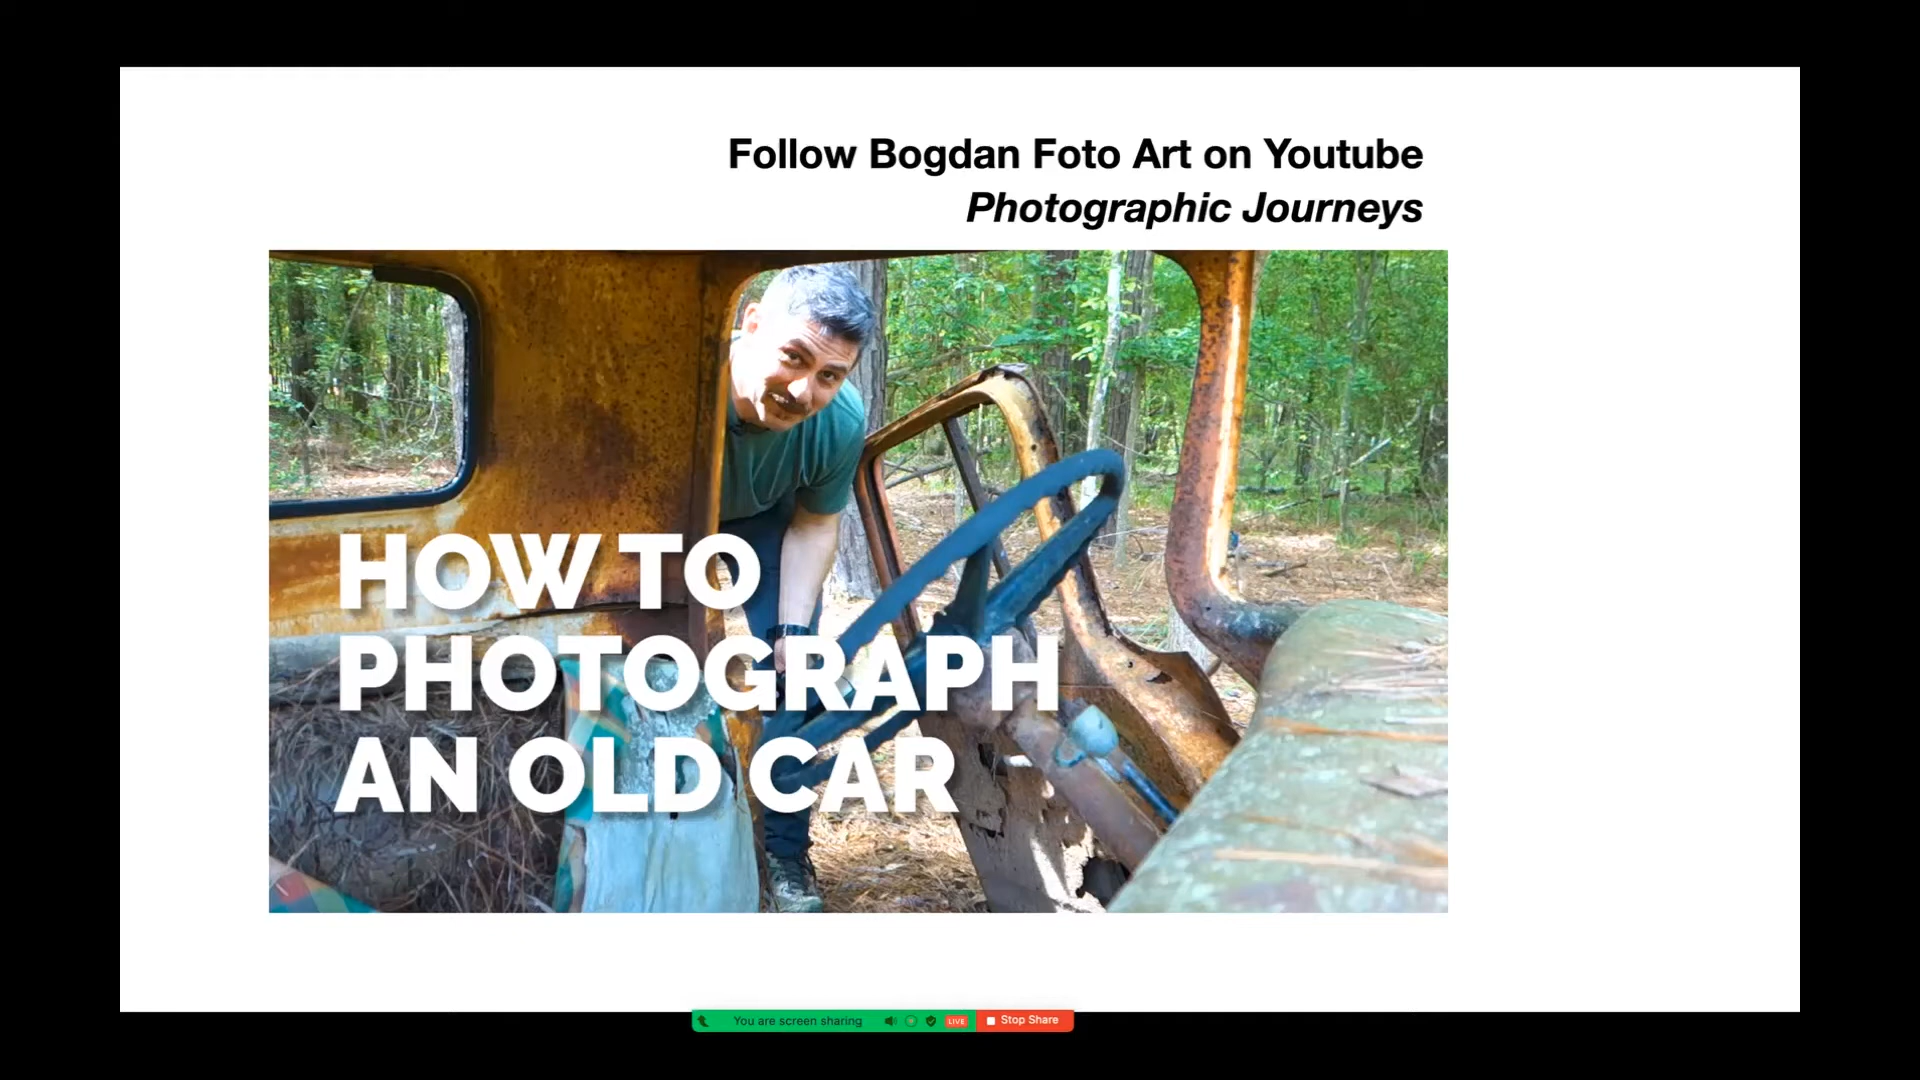 Follow Bogdan Foto Art on Youtube
Photographic Journeys
HOW TO
PHOTOGRAPH
AN OLD CAR
You are screen sharing LIVE Stop Share